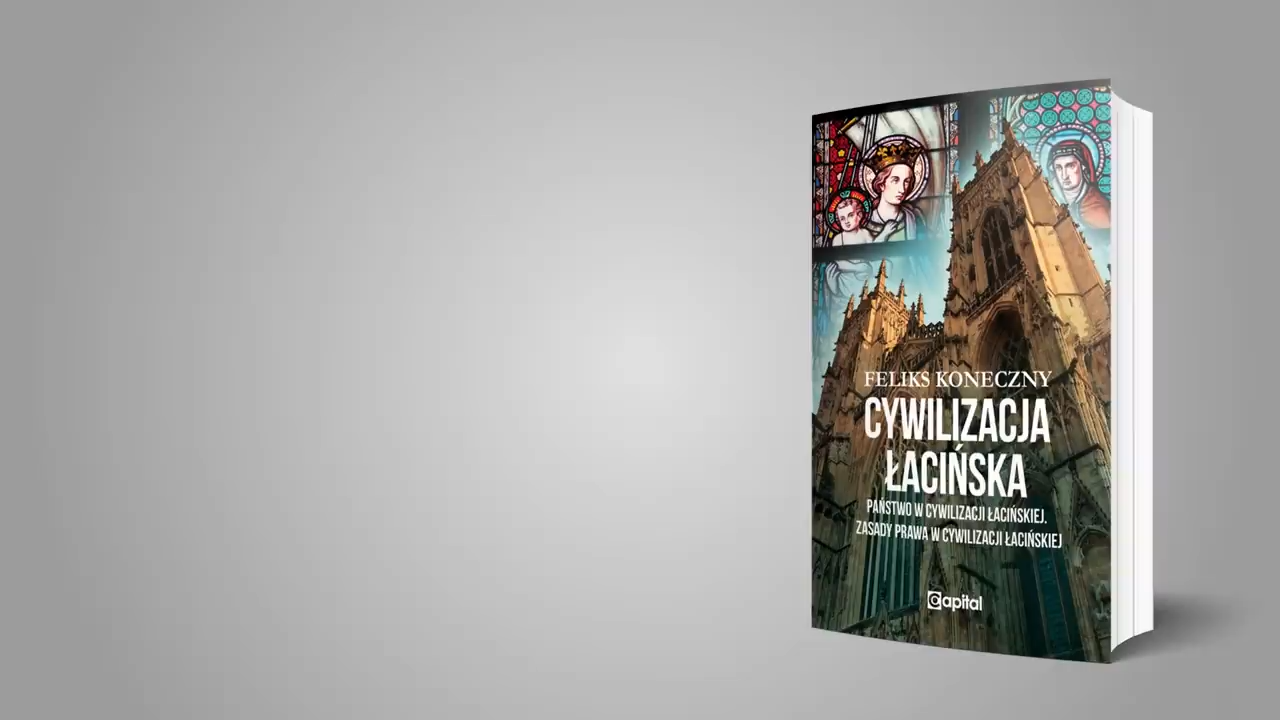 FELIKS KONECZNY
CYWILIZACJA
ŁACIŃSKA
PAŃSTWO W CYWILIZACJI ŁACIŃSKIEJ.
ZASADY PRAWA W CYWILIZACJI ŁACIŃSKIEJ
Capital